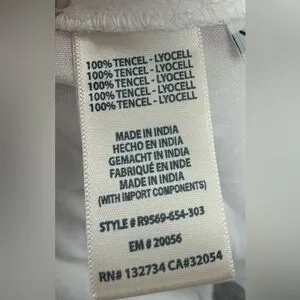 100% TENCEL - LYOCELL
100% TENCEL - LYOCELL
100% TENCEL - LYOCELL
100% TENCEL - LYOCELL
100% TENCEL - LYOCELL
MADE IN INDIA
HECHO EN INDIA
GEMACHT IN INDIA
FABRIQUÉ EN INDE
MADE IN INDIA
(WITH IMPORT COMPONENTS)
STYLE # R9569-654-303
EM # 20056
RN# 132734 CA#32054